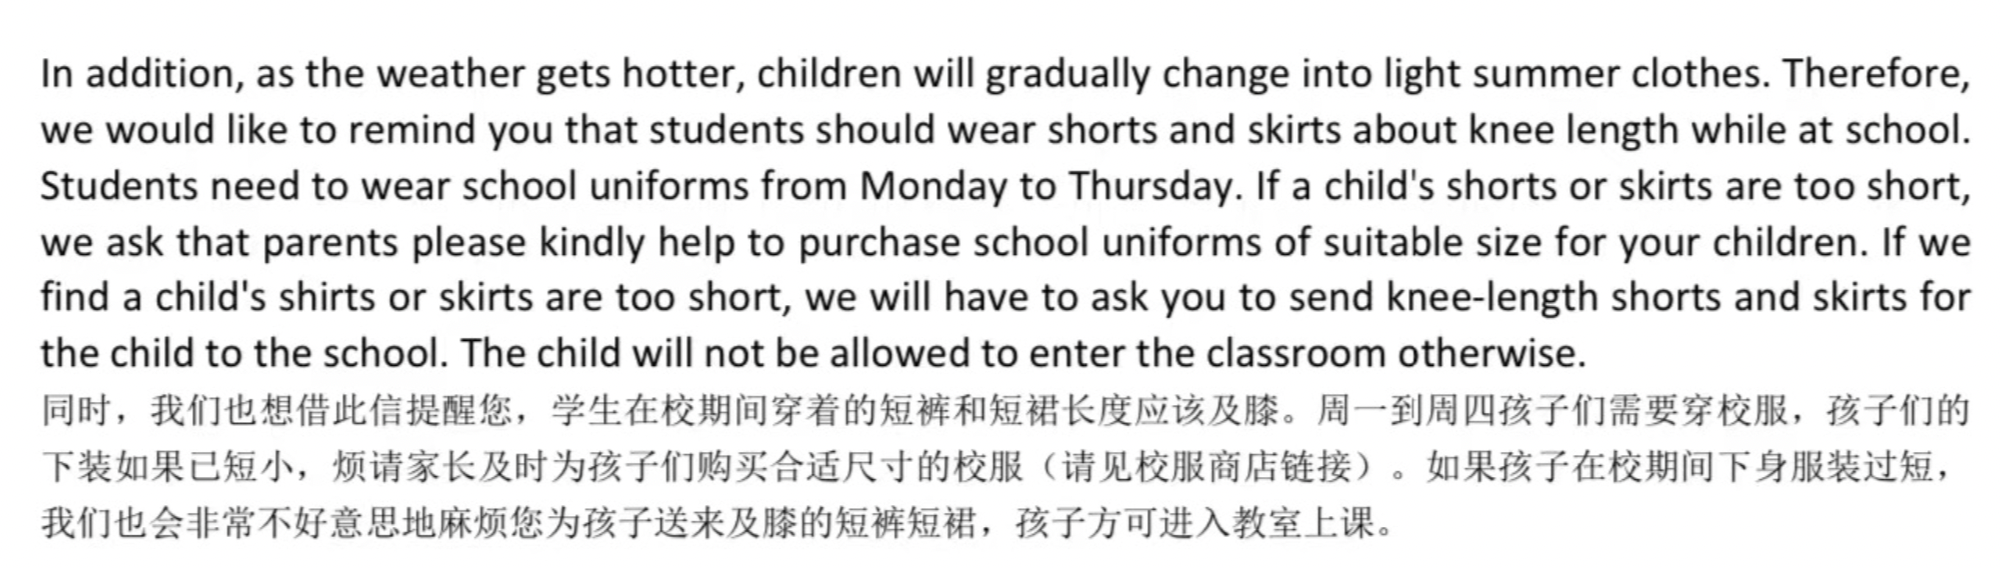 In addition, as the weather gets hotter, children will gradually change into light summer clothes. Therefore,
we would like to remind you that students should wear shorts and skirts about knee length while at school.
Students need to wear school uniforms from Monday to Thursday. If a child's shorts or skirts are too short,
we ask that parents please kindly help to purchase school uniforms of suitable size for your children. If we
find a child's shirts or skirts are too short, we will have to ask you to send knee-length shorts and skirts for
the child to the school. The child will not be allowed to enter the classroom otherwise.
同时，我们也想借此信提醒您，学生在校期间穿着的短裤和短裙长度应该及膝。周一到周四孩子们需要穿校服，孩子们的
下装如果已短小，烦请家长及时为孩子们购买合适尺寸的校服（请见校服商店链接）。如果孩子在校期间下身服装过短，
我们也会非常不好意思地麻烦您为孩子送来及膝的短裤短裙，孩子方可进入教室上课。